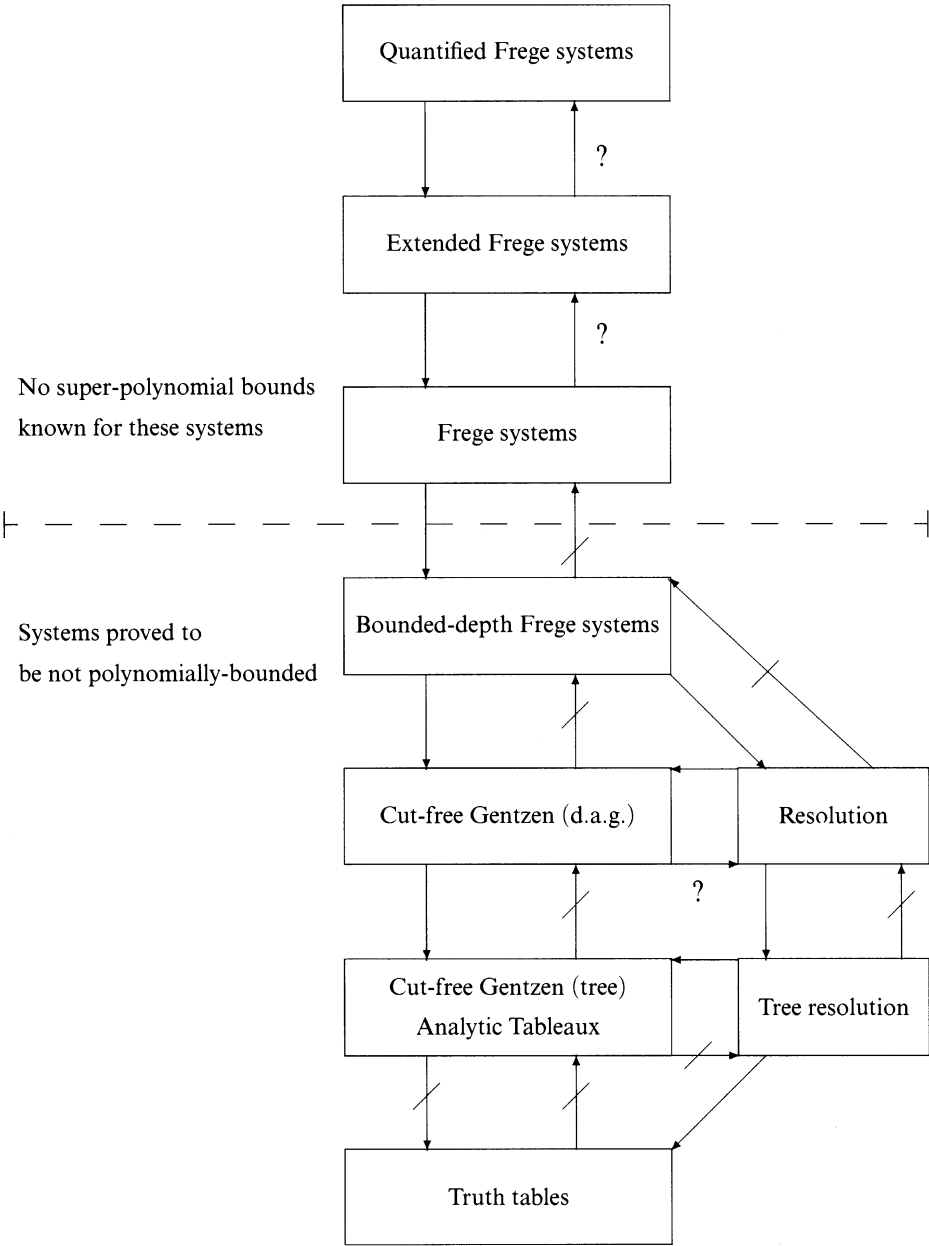 Quantified Frege systems
?
Extended Frege systems
?
No super-polynomial bounds
known for these systems
Frege systems
Systems proved to
be not polynomially-bounded
Bounded-depth Frege systems
Cut-free Gentzen (d.a.g.)
Resolution
?
Cut-free Gentzen (tree)
Analytic Tableaux
Tree resolution
Truth tables